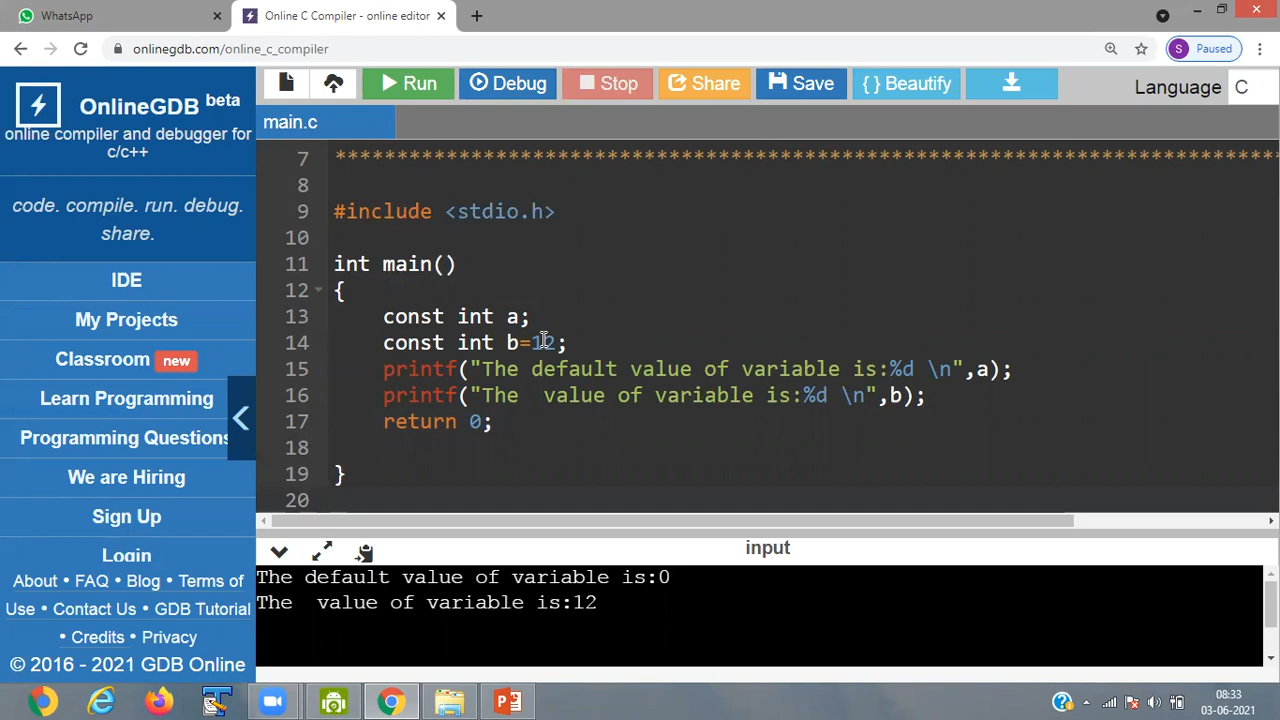 WhatsApp
Online C Compiler - online editor
onlinegdb.com/online_c_compiler
S Paused
OnlineGDB beta
online compiler and debugger for
c/c++
code. compile. run. debug.
share.
IDE
My Projects
Classroom new
Learn Programming
Programming Questions
We are Hiring
Sign Up
Login
About • FAQ • Blog • Terms of
Use • Contact Us • GDB Tutorial
• Credits • Privacy
© 2016 - 2021 GDB Online
Run Debug Stop Share Save { } Beautify Language C
main.c
7 ******************************************************************************
8
9 #include <stdio.h>
10
11 int main()
12 {
13     const int a;
14     const int b=12;
15     printf("The default value of variable is:%d \n",a);
16     printf("The  value of variable is:%d \n",b);
17     return 0;
18
19 }
20
input
The default value of variable is:0
The  value of variable is:12
08:33
03-06-2021